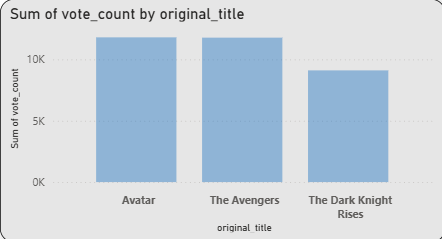 Sum of vote_count by original_title
Sum of vote_count
10K
5K
0K
Avatar
The Avengers
The Dark Knight
Rises
original_title